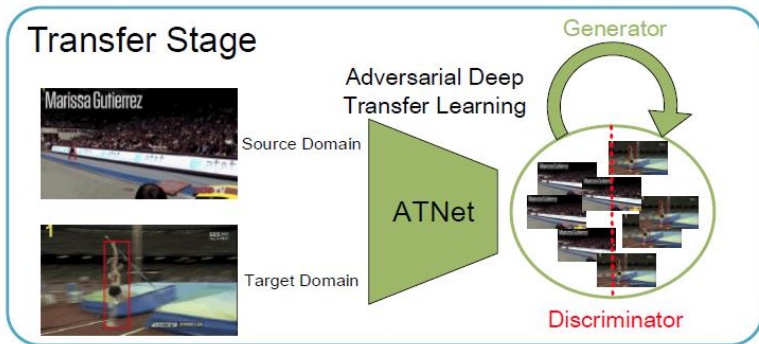 Transfer Stage
Generator
Marissa Gutierrez
Adversarial Deep
Transfer Learning
Source Domain
ATNet
1
Target Domain
Discriminator